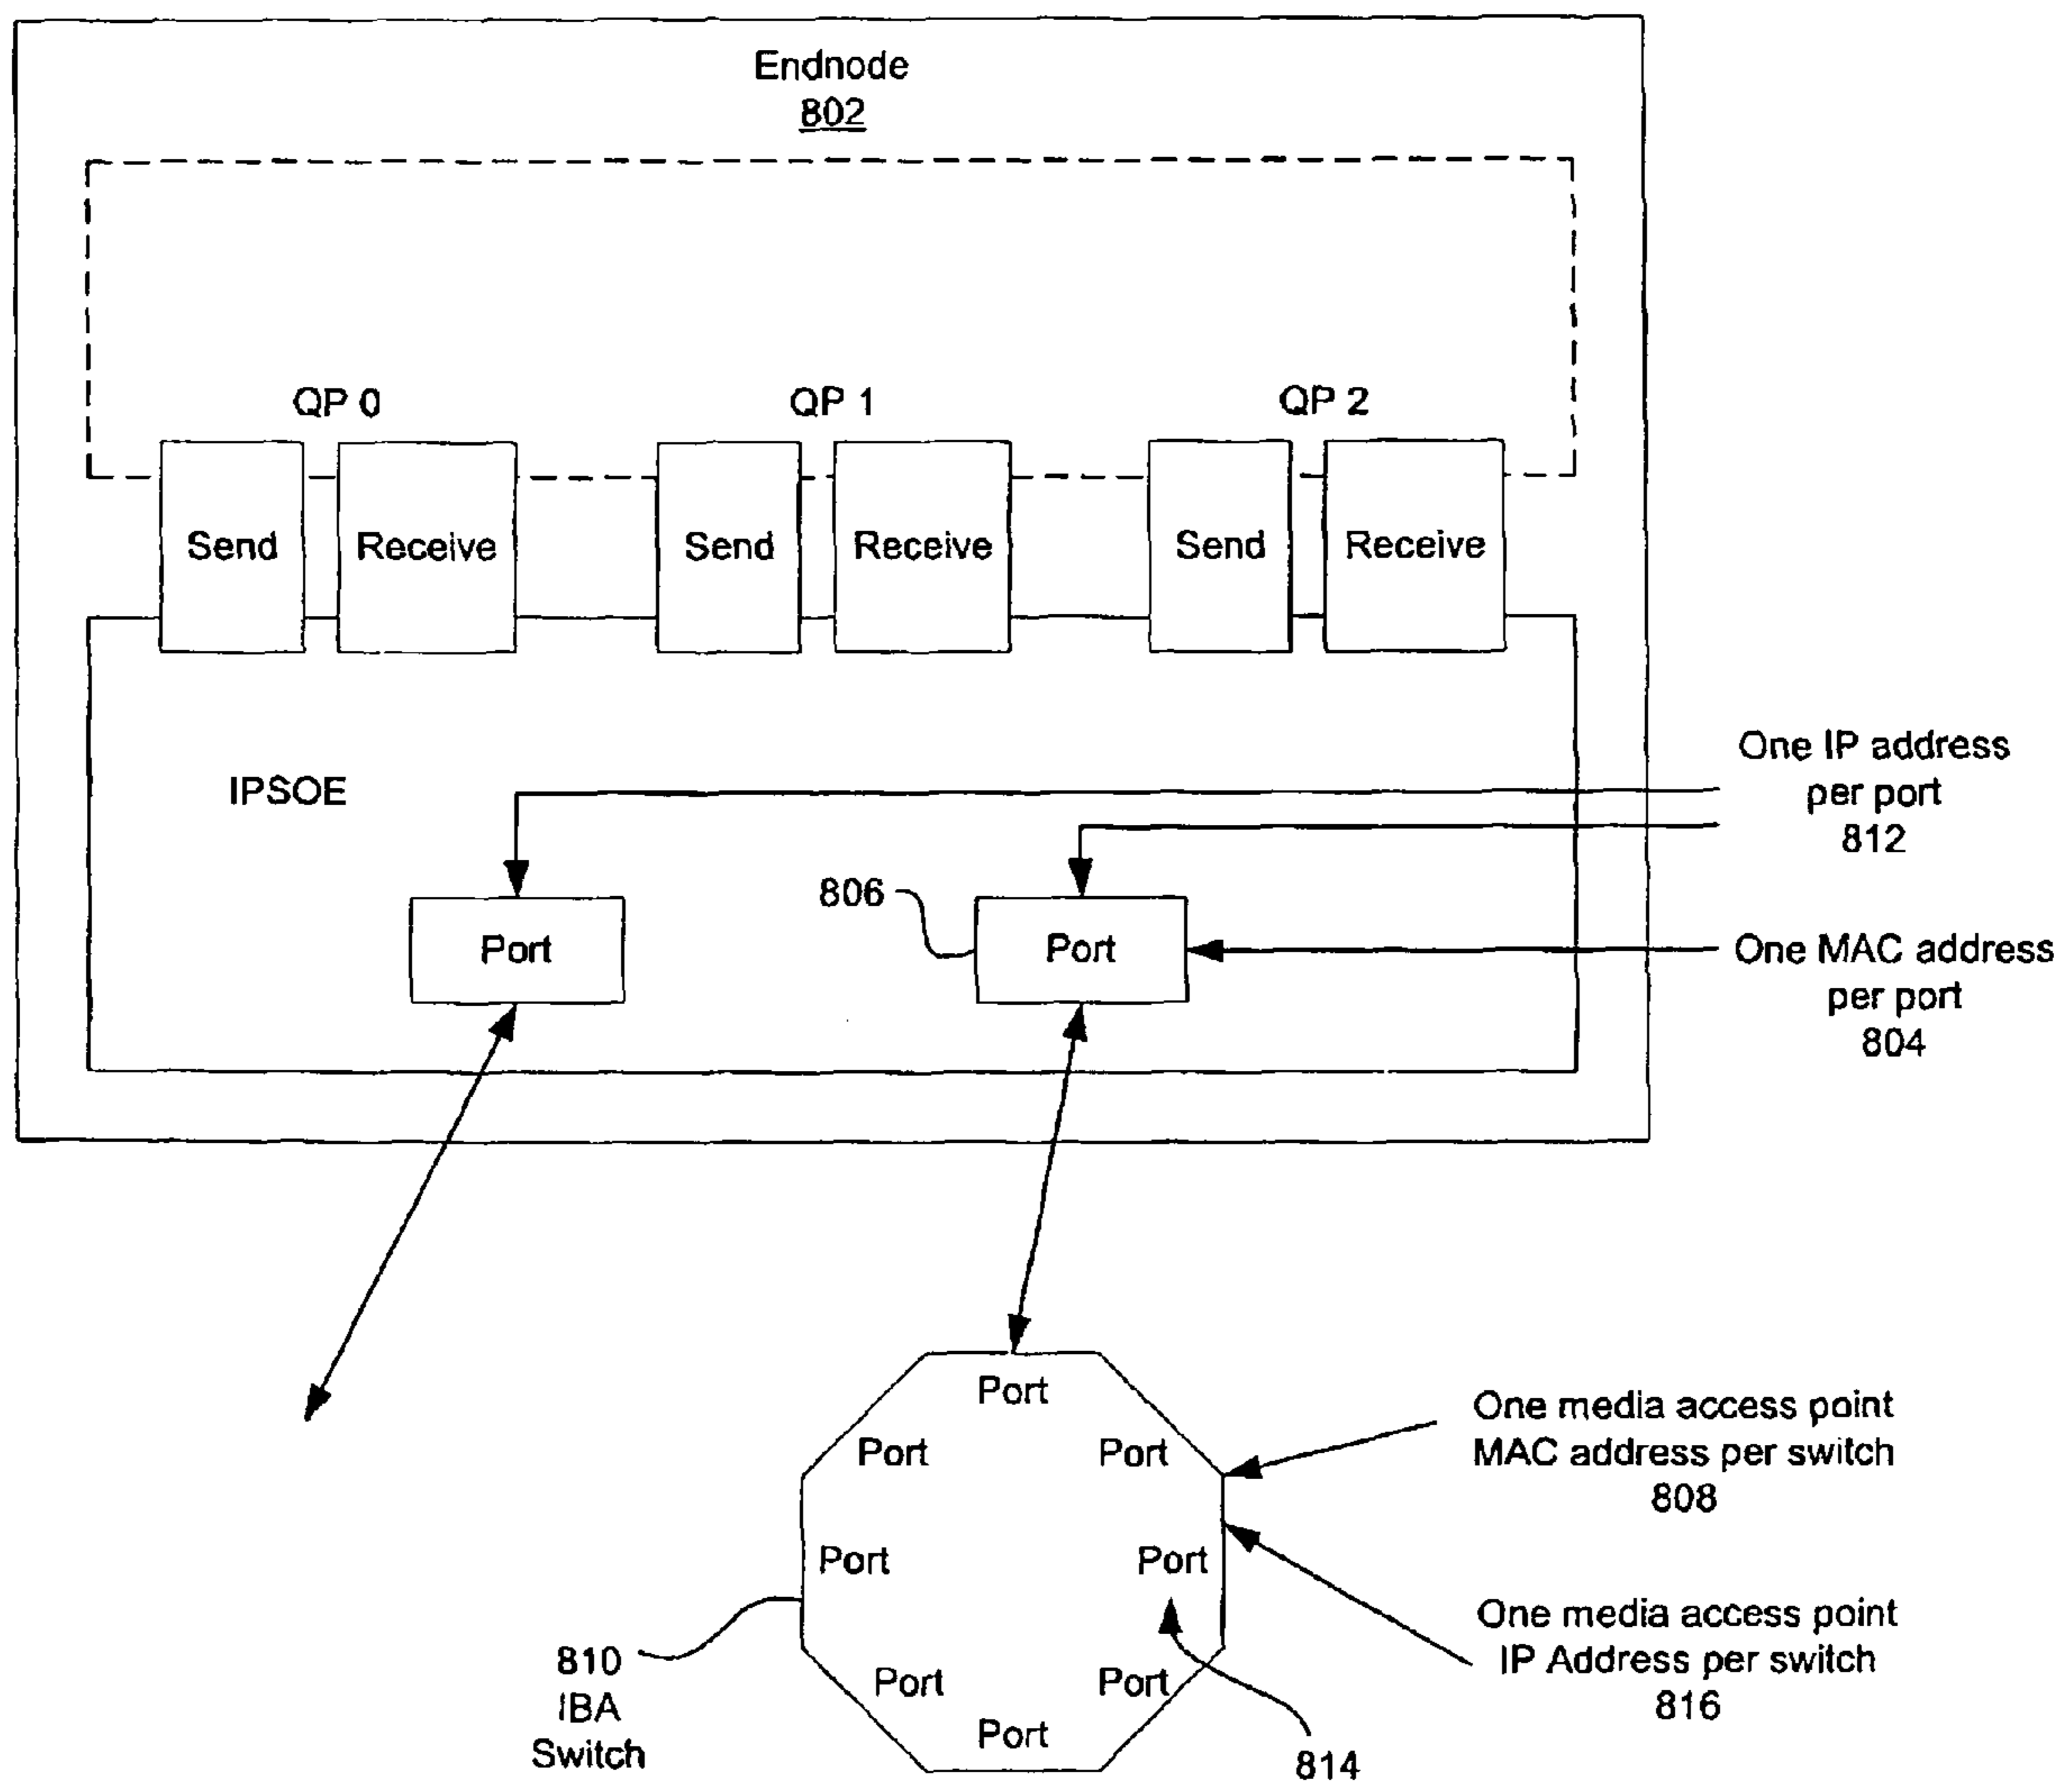 Endnode
802
QP 0
QP 1
QP 2
Send
Receive
Send
Receive
Send
Receive
IPSOE
One IP address
per port
812
806
Port
Port
One MAC address
per port
804
Port
Port
Port
One media access point
MAC address per switch
808
Port
Port
One media access point
IP Address per switch
816
810
IBA
Switch
Port
Port
Port
814